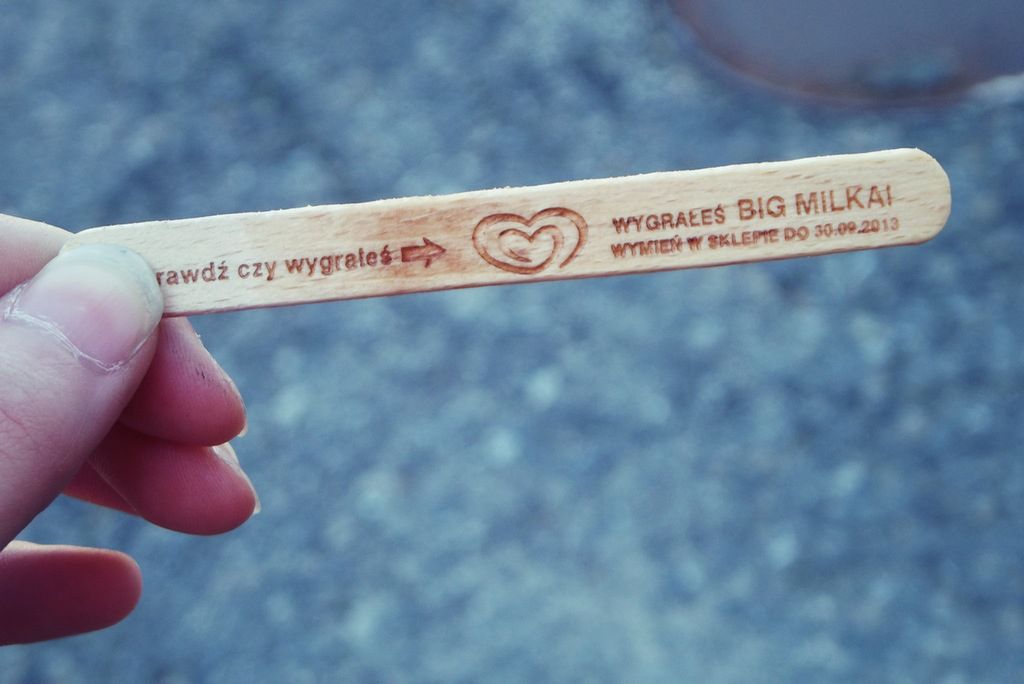 rawdź czy wygrałeś
WYGRAŁEŚ BIG MILKA!
WYMIEŃ W SKLEPIE DO 30.09.2013